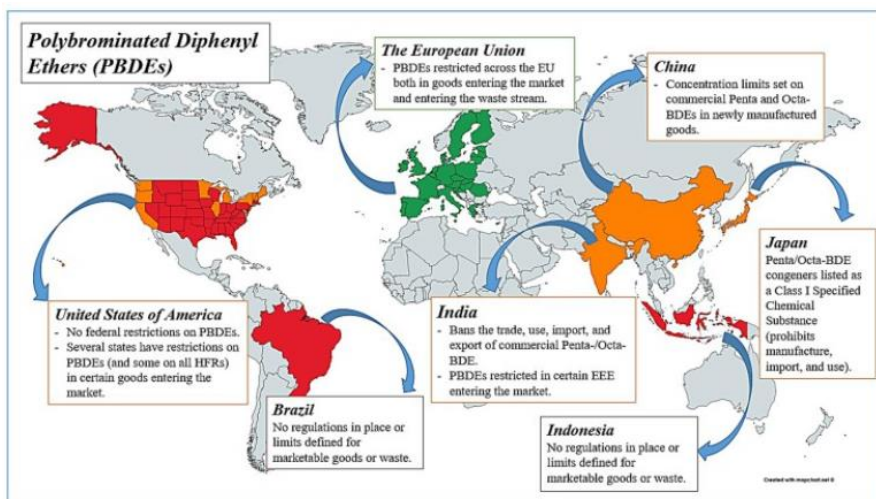 Polybrominated Diphenyl
Ethers (PBDEs)
The European Union
- PBDEs restricted across the EU
both in goods entering the market
and entering the waste stream.
China
- Concentration limits set on
commercial Penta and Octa-
BDEs in newly manufactured
goods.
Japan
Penta/Octa-BDE
congeners listed as
a Class I Specified
Chemical
Substance
(prohibits
manufacture,
import, and use).
United States of America
- No federal restrictions on PBDEs.
- Several states have restrictions on
PBDEs (and some on all HFRs)
in certain goods entering the
market.
India
- Bans the trade, use, import, and
export of commercial Penta-/Octa-
BDE.
- PBDEs restricted in certain EEE
entering the market.
Brazil
No regulations in place or
limits defined for
marketable goods or waste.
Indonesia
No regulations in place or
limits defined for
marketable goods or waste.
Created with mapchart.net ©